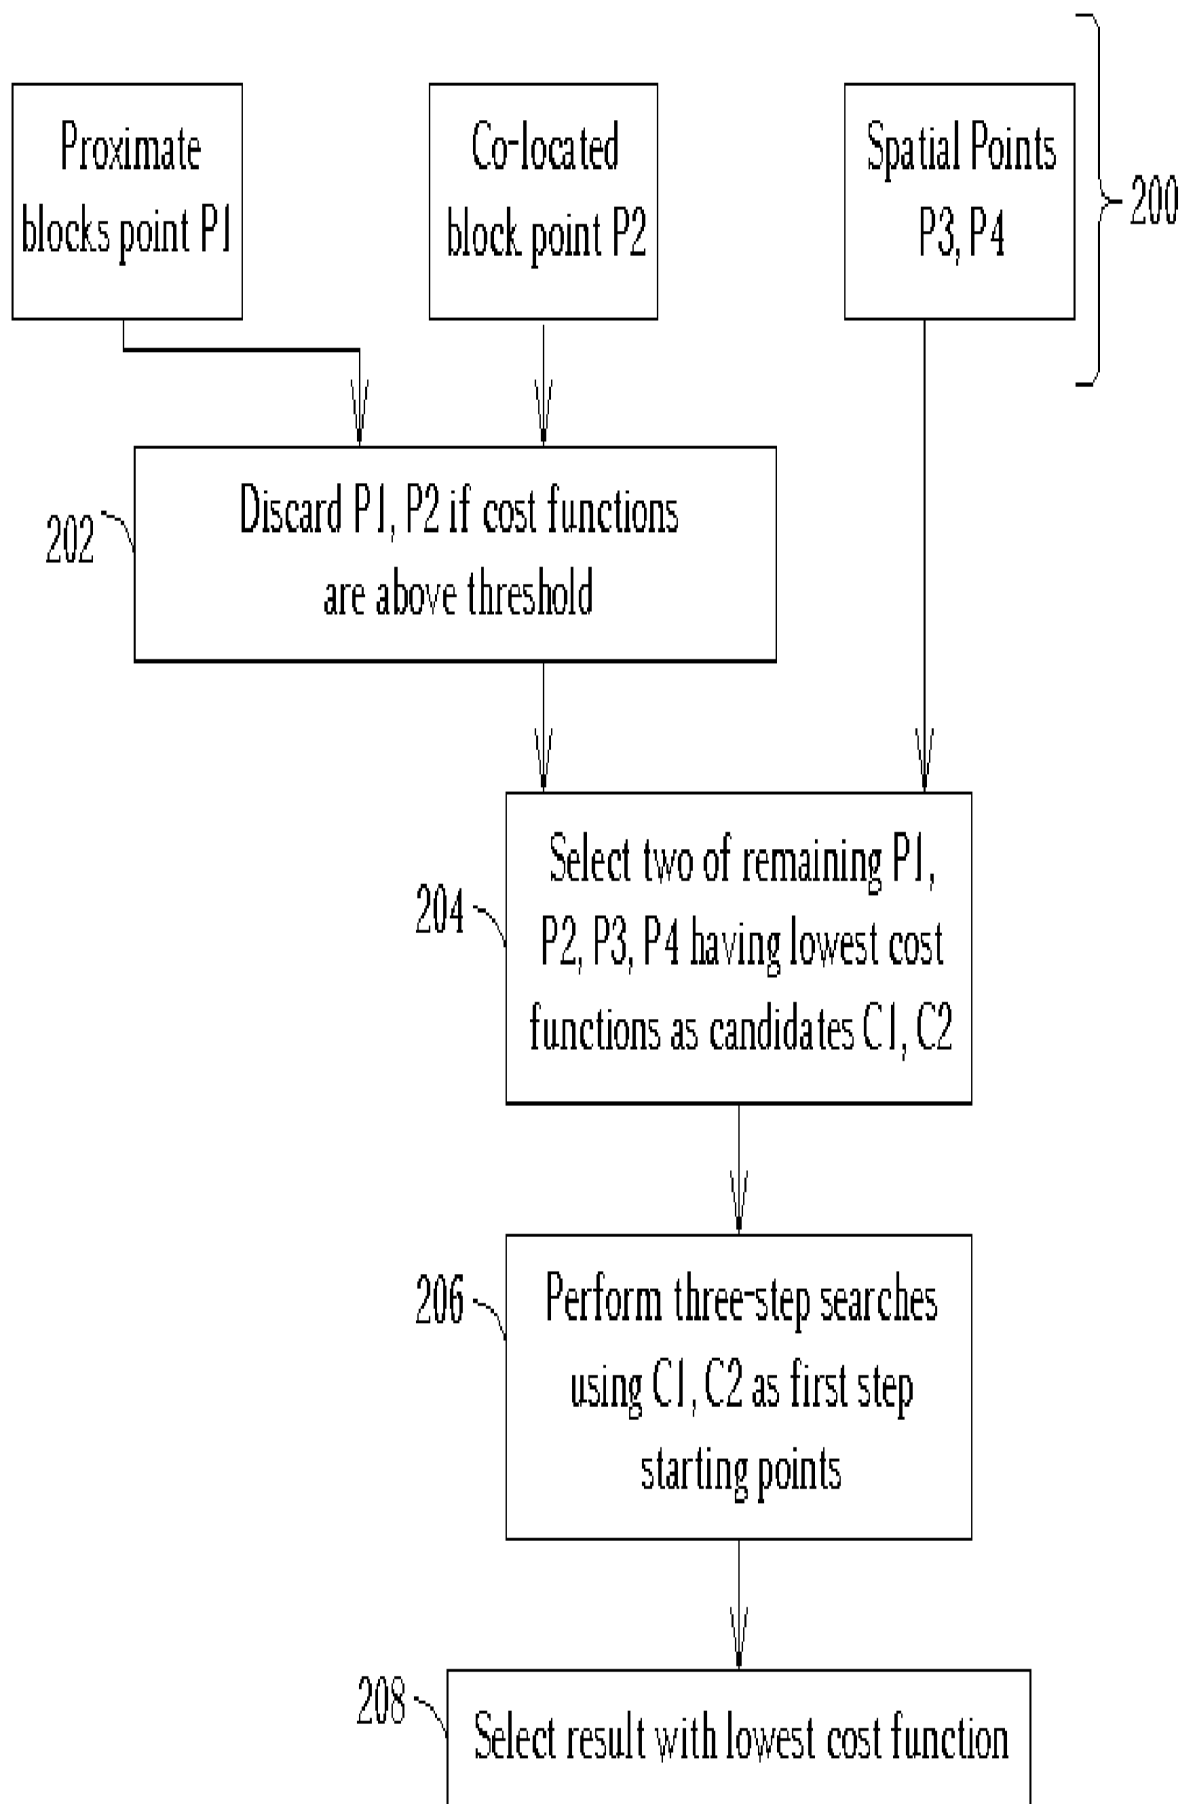 Proximate
blocks point P1
Co-located
block point P2
Spatial Points
P3, P4
200
202
Discard P1, P2 if cost functions
are above threshold
204
Select two of remaining P1,
P2, P3, P4 having lowest cost
functions as candidates C1, C2
206
Perform three-step searches
using C1, C2 as first step
starting points
208
Select result with lowest cost function